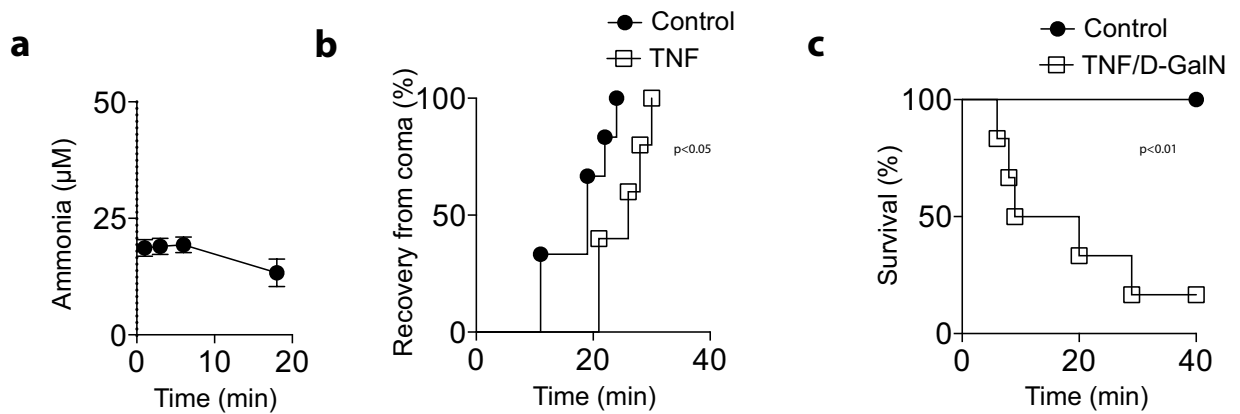 a
50
25
0
Ammonia (µM)
0 10 20
Time (min)
b
Control
TNF
100
50
0
Recovery from coma (%)
p<0.05
0 20 40
Time (min)
c
Control
TNF/D-GalN
100
50
0
Survival (%)
p<0.01
0 20 40
Time (min)